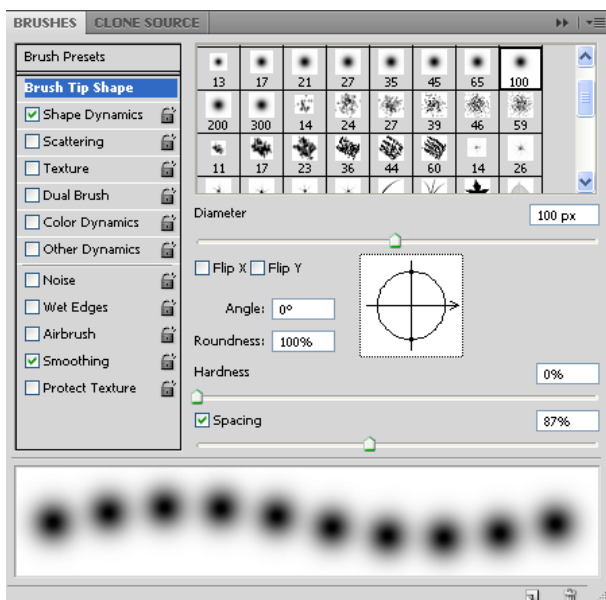 BRUSHES CLONE SOURCE
Brush Presets
Brush Tip Shape
Shape Dynamics
Scattering
Texture
Dual Brush
Color Dynamics
Other Dynamics
Noise
Wet Edges
Airbrush
Smoothing
Protect Texture
13 17 21 27 35 45 65 100
200 300 14 24 27 39 46 59
11 17 23 36 44 60 14 26
Diameter 100 px
Flip X Flip Y
Angle: 0°
Roundness: 100%
Hardness 0%
Spacing 87%